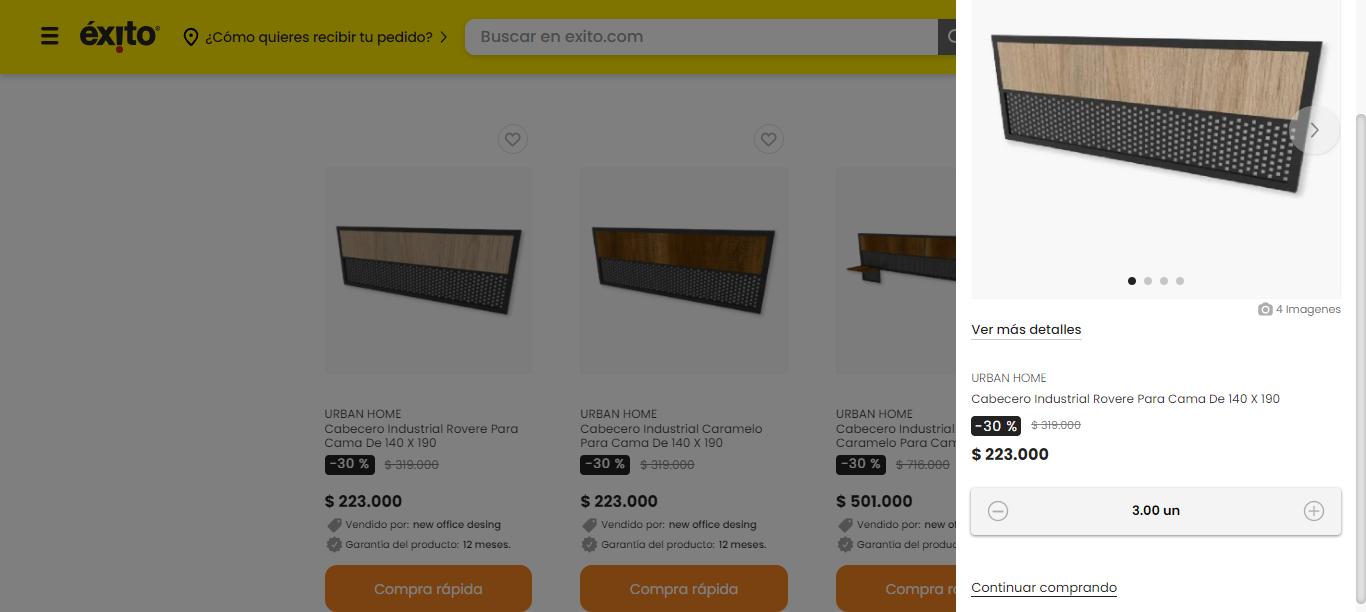 éxito
¿Cómo quieres recibir tu pedido?
Buscar en exito.com
URBAN HOME
Cabecero Industrial Rovere Para
Cama De 140 X 190
-30 %
$ 319.000
$ 223.000
Vendido por: new office desing
Garantía del producto: 12 meses.
Compra rápida
URBAN HOME
Cabecero Industrial Caramelo
Para Cama De 140 X 190
-30 %
$ 319.000
$ 223.000
Vendido por: new office desing
Garantía del producto: 12 meses.
Compra rápida
URBAN HOME
Cabecero Industrial
Caramelo Para Cam
-30 %
$ 716.000
$ 501.000
Vendido por: new of
Garantía del produc
Compra rá
4 Imagenes
Ver más detalles
URBAN HOME
Cabecero Industrial Rovere Para Cama De 140 X 190
-30 %
$ 319.000
$ 223.000
3.00 un
Continuar comprando